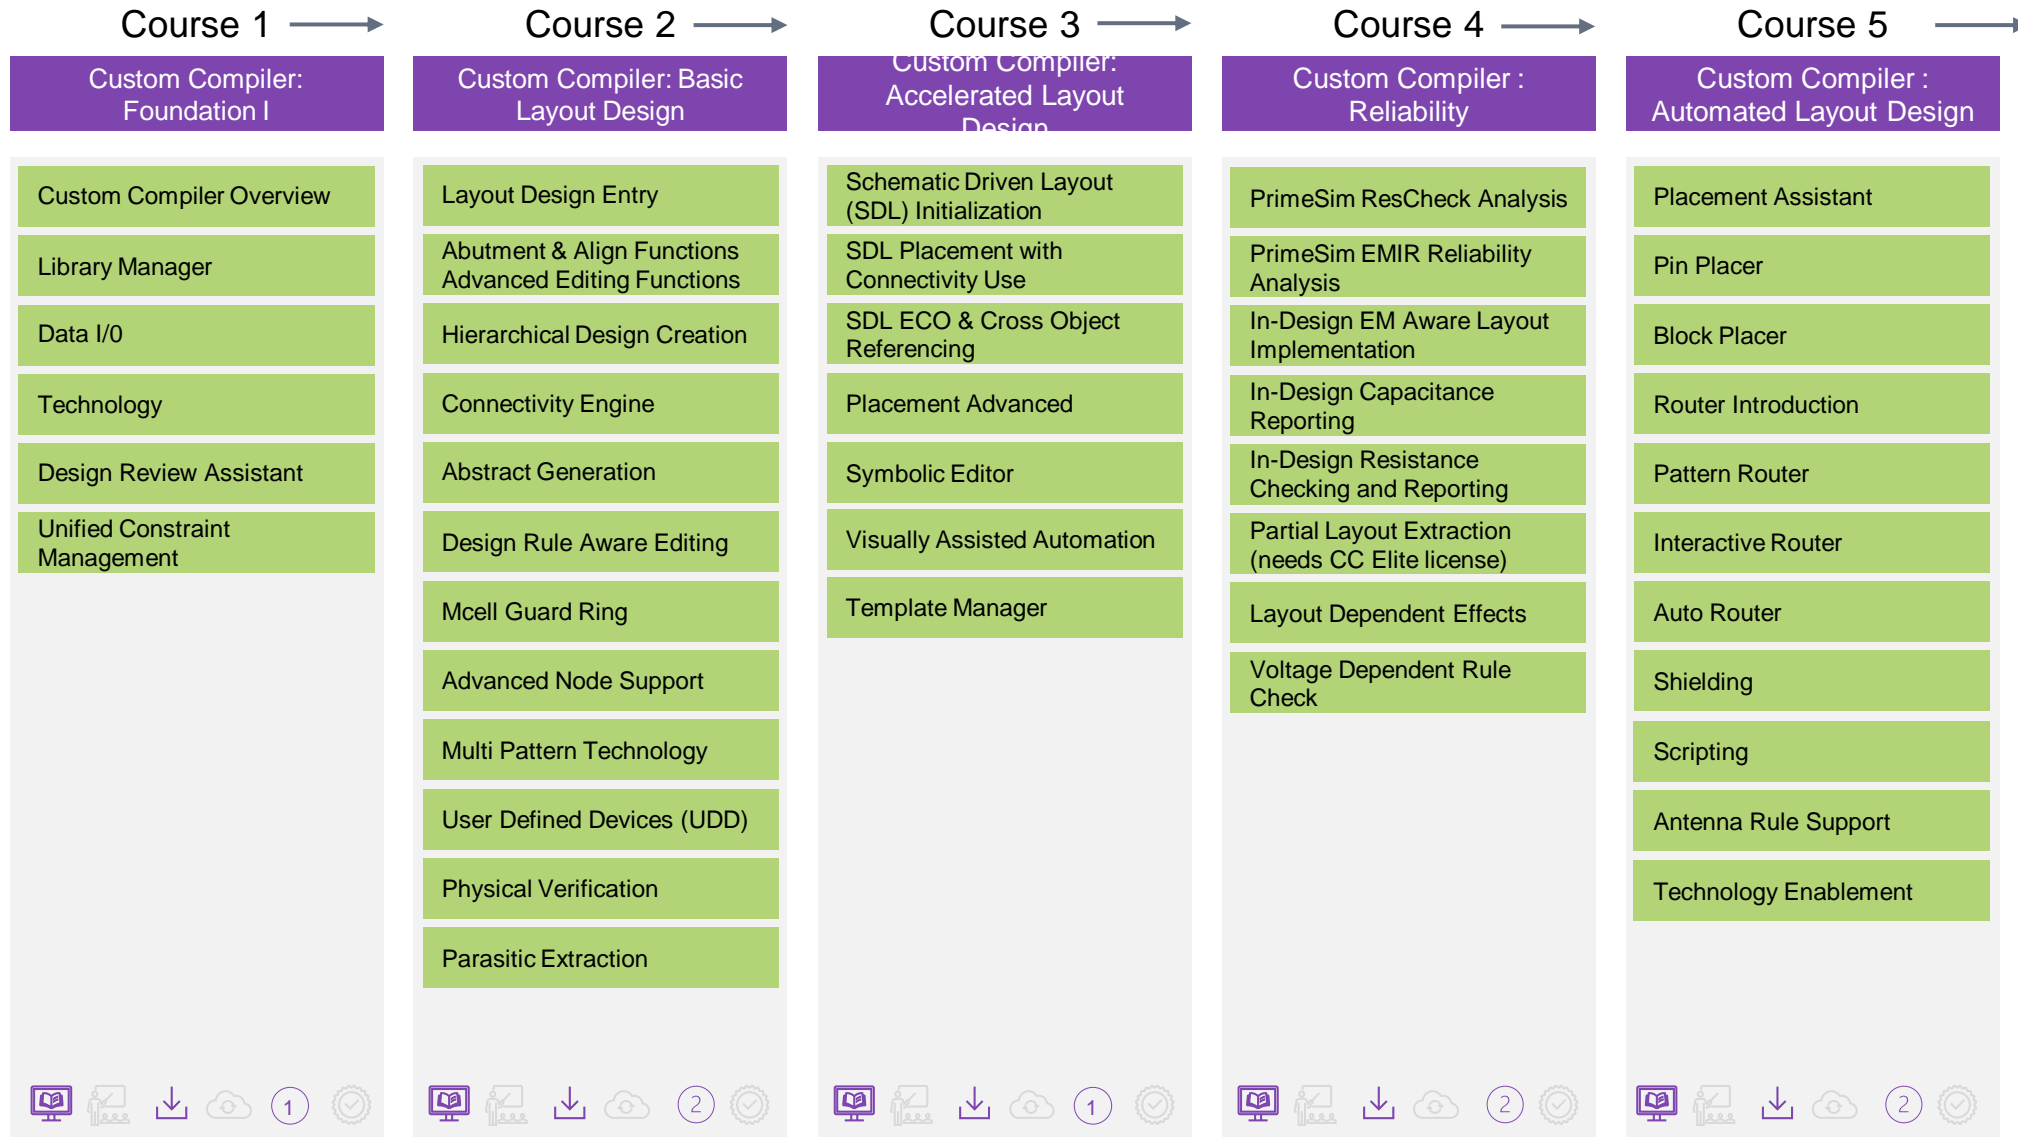 Course 1
Custom Compiler:
Foundation I
Custom Compiler Overview
Library Manager
Data I/0
Technology
Design Review Assistant
Unified Constraint
Management
1
Course 2
Custom Compiler: Basic
Layout Design
Layout Design Entry
Abutment & Align Functions
Advanced Editing Functions
Hierarchical Design Creation
Connectivity Engine
Abstract Generation
Design Rule Aware Editing
Mcell Guard Ring
Advanced Node Support
Multi Pattern Technology
User Defined Devices (UDD)
Physical Verification
Parasitic Extraction
2
Course 3
Custom Compiler:
Accelerated Layout
Design
Schematic Driven Layout
(SDL) Initialization
SDL Placement with
Connectivity Use
SDL ECO & Cross Object
Referencing
Placement Advanced
Symbolic Editor
Visually Assisted Automation
Template Manager
1
Course 4
Custom Compiler :
Reliability
PrimeSim ResCheck Analysis
PrimeSim EMIR Reliability
Analysis
In-Design EM Aware Layout
Implementation
In-Design Capacitance
Reporting
In-Design Resistance
Checking and Reporting
Partial Layout Extraction
(needs CC Elite license)
Layout Dependent Effects
Voltage Dependent Rule
Check
2
Course 5
Custom Compiler :
Automated Layout Design
Placement Assistant
Pin Placer
Block Placer
Router Introduction
Pattern Router
Interactive Router
Auto Router
Shielding
Scripting
Antenna Rule Support
Technology Enablement
2